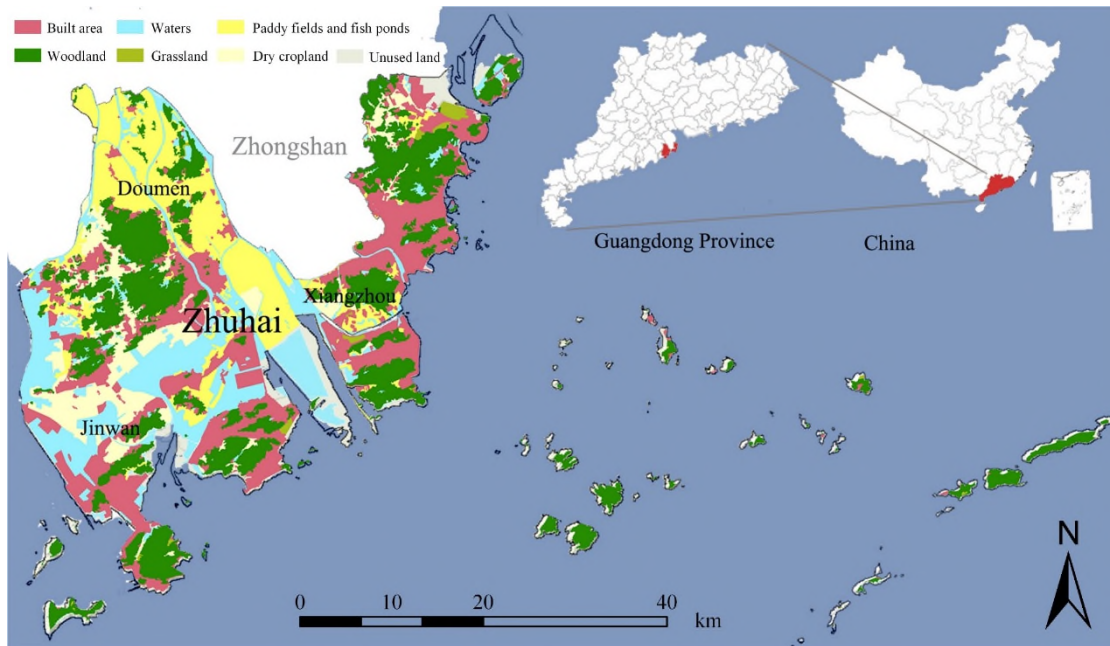 Built area
Waters
Paddy fields and fish ponds
Woodland
Grassland
Dry cropland
Unused land
Zhongshan
Doumen
Xiangzhou
Zhuhai
Jinwan
Guangdong Province
China
N
0 10 20 40
km